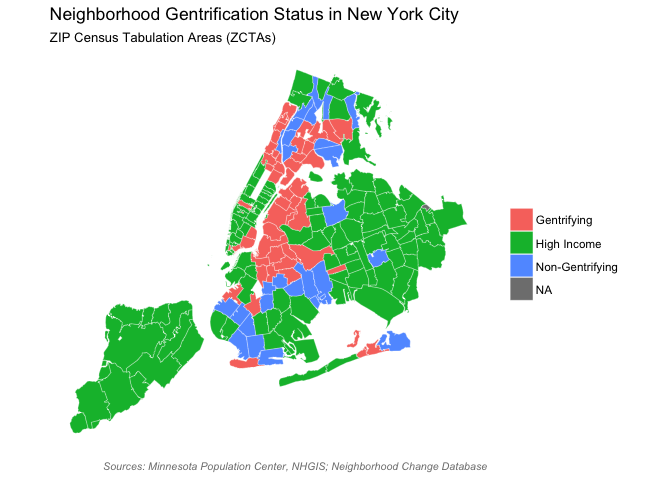 Neighborhood Gentrification Status in New York City
ZIP Census Tabulation Areas (ZCTAs)
Gentrifying
High Income
Non-Gentrifying
NA
Sources: Minnesota Population Center, NHGIS; Neighborhood Change Database